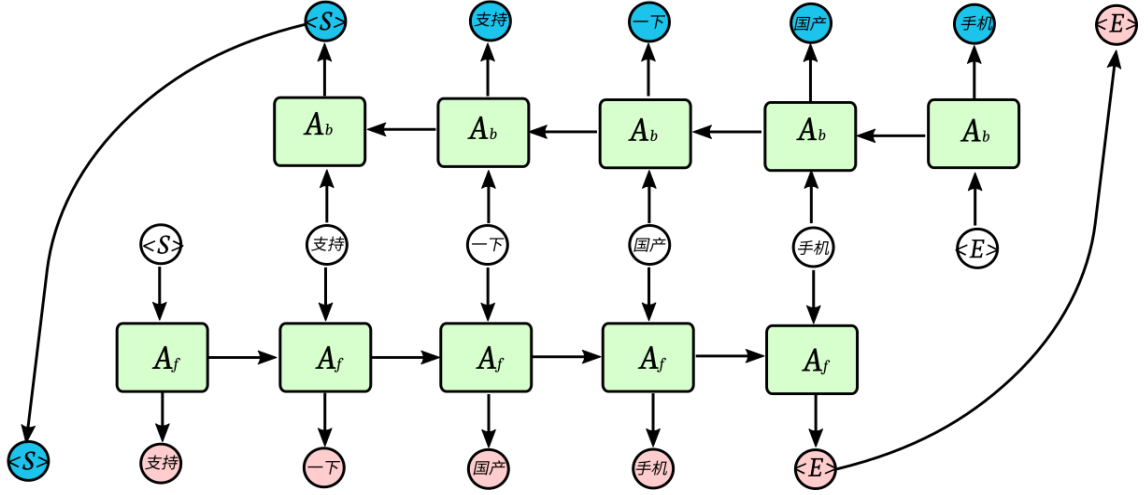 <S> 支持 一下 国产 手机 <E>
A_b A_b A_b A_b A_b
<S> 支持 一下 国产 手机 <E>
A_f A_f A_f A_f A_f
<S> 支持 一下 国产 手机 <E>